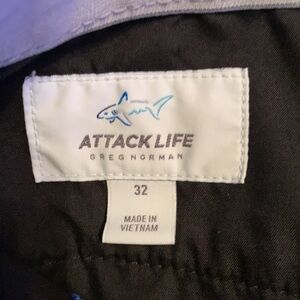 ATTACK LIFE
GREG NORMAN
32
MADE IN
VIETNAM